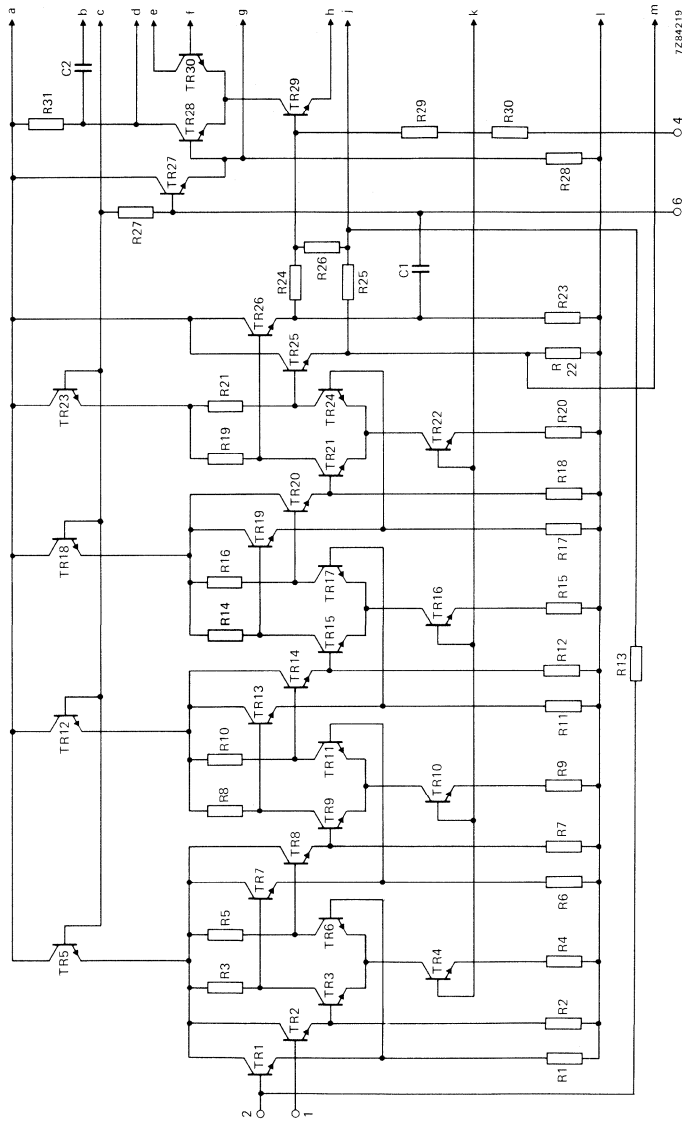 a
b
c
d
e
f
g
h
j
k
l
m
7Z84219
R31
C2
TR30
TR28
TR29
TR27
R27
R29
R30
4
R28
6
R24
R26
R25
C1
TR26
R23
TR25
R
22
TR23
R21
R19
TR24
TR21
TR22
R20
TR20
R18
TR19
R17
TR18
R16
R14
TR17
TR15
TR16
R15
TR14
R12
R13
TR13
R11
TR12
R10
R8
TR11
TR9
TR10
R9
TR8
R7
TR7
R6
TR5
R5
R3
TR6
TR3
TR4
R4
TR2
R2
TR1
R1
2
1